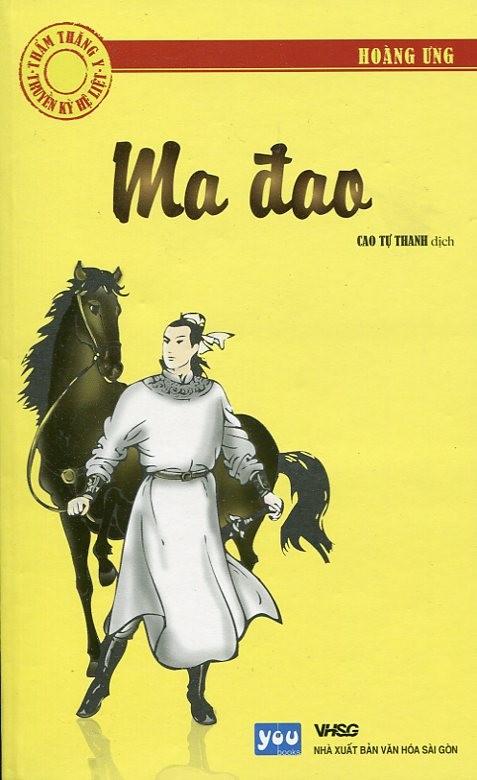 THẨM THĂNG Y
TRUYỀN KỲ HỆ LIỆT
HOÀNG ƯNG
Ma đao
CAO TỰ THANH dịch
you
books
VHSG
NHÀ XUẤT BẢN VĂN HÓA SÀI GÒN